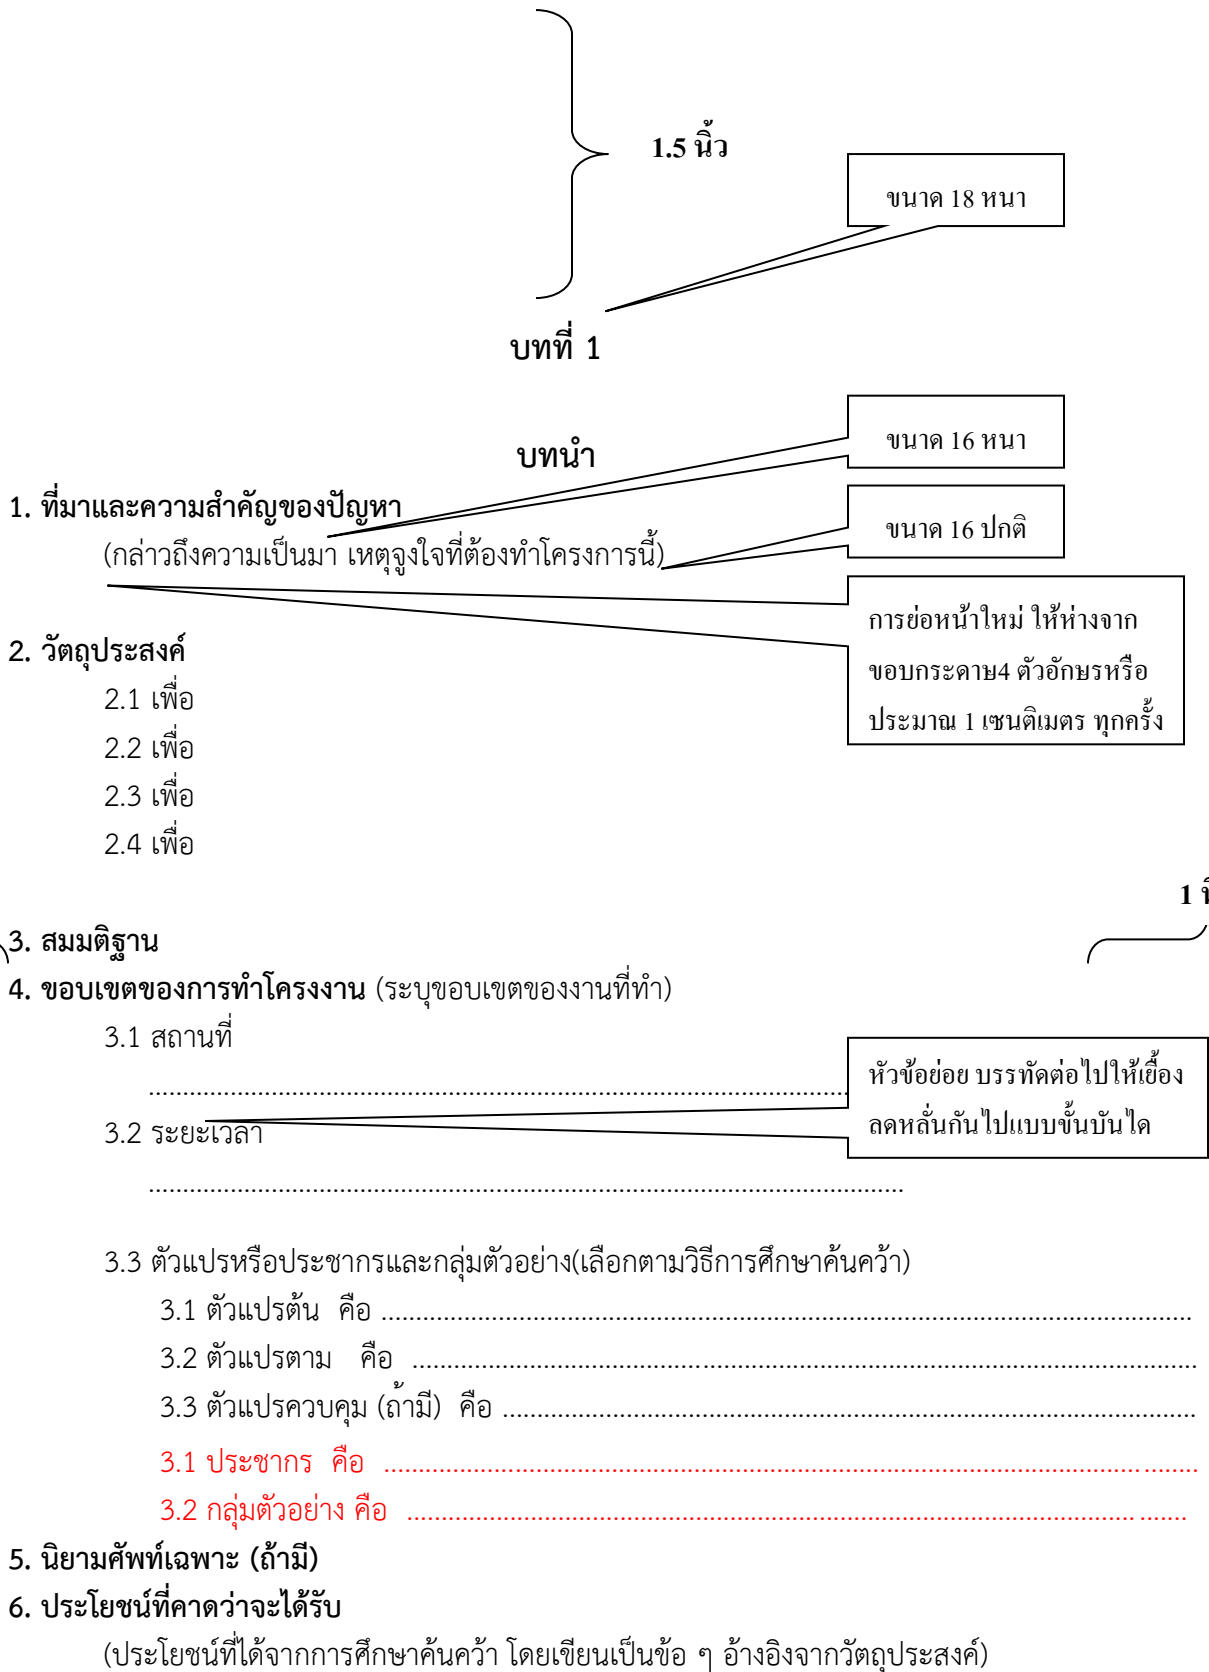 1.5 นิ้ว
ขนาด 18 หนา
บทที่ 1
ขนาด 16 หนา
บทนำ
1. ที่มาและความสำคัญของปัญหา
ขนาด 16 ปกติ
(กล่าวถึงความเป็นมา เหตุจูงใจที่ต้องทำโครงการนี้)
การย่อหน้าใหม่ ให้ห่างจาก
ขอบกระดาษ4 ตัวอักษรหรือ
ประมาณ 1 เซนติเมตร ทุกครั้ง
2. วัตถุประสงค์
2.1 เพื่อ
2.2 เพื่อ
2.3 เพื่อ
2.4 เพื่อ
1
3. สมมติฐาน
4. ขอบเขตของการทำโครงงาน (ระบุขอบเขตของงานที่ทำ)
3.1 สถานที่
หัวข้อย่อย บรรทัดต่อไปให้เยื้อง
ลดหลั่นกันไปแบบขั้นบันได
..............................................................................................................
3.2 ระยะเวลา
..............................................................................................................
3.3 ตัวแปรหรือประชากรและกลุ่มตัวอย่าง(เลือกตามวิธีการศึกษาค้นคว้า)
3.1 ตัวแปรต้น คือ ......................................................................................................................
3.2 ตัวแปรตาม คือ ..................................................................................................................
3.3 ตัวแปรควบคุม (ถ้ามี) คือ ....................................................................................................
3.1 ประชากร คือ ......................................................................................................................
3.2 กลุ่มตัวอย่าง คือ .................................................................................................................
5. นิยามศัพท์เฉพาะ (ถ้ามี)
6. ประโยชน์ที่คาดว่าจะได้รับ
(ประโยชน์ที่ได้จากการศึกษาค้นคว้า โดยเขียนเป็นข้อ ๆ อ้างอิงจากวัตถุประสงค์)